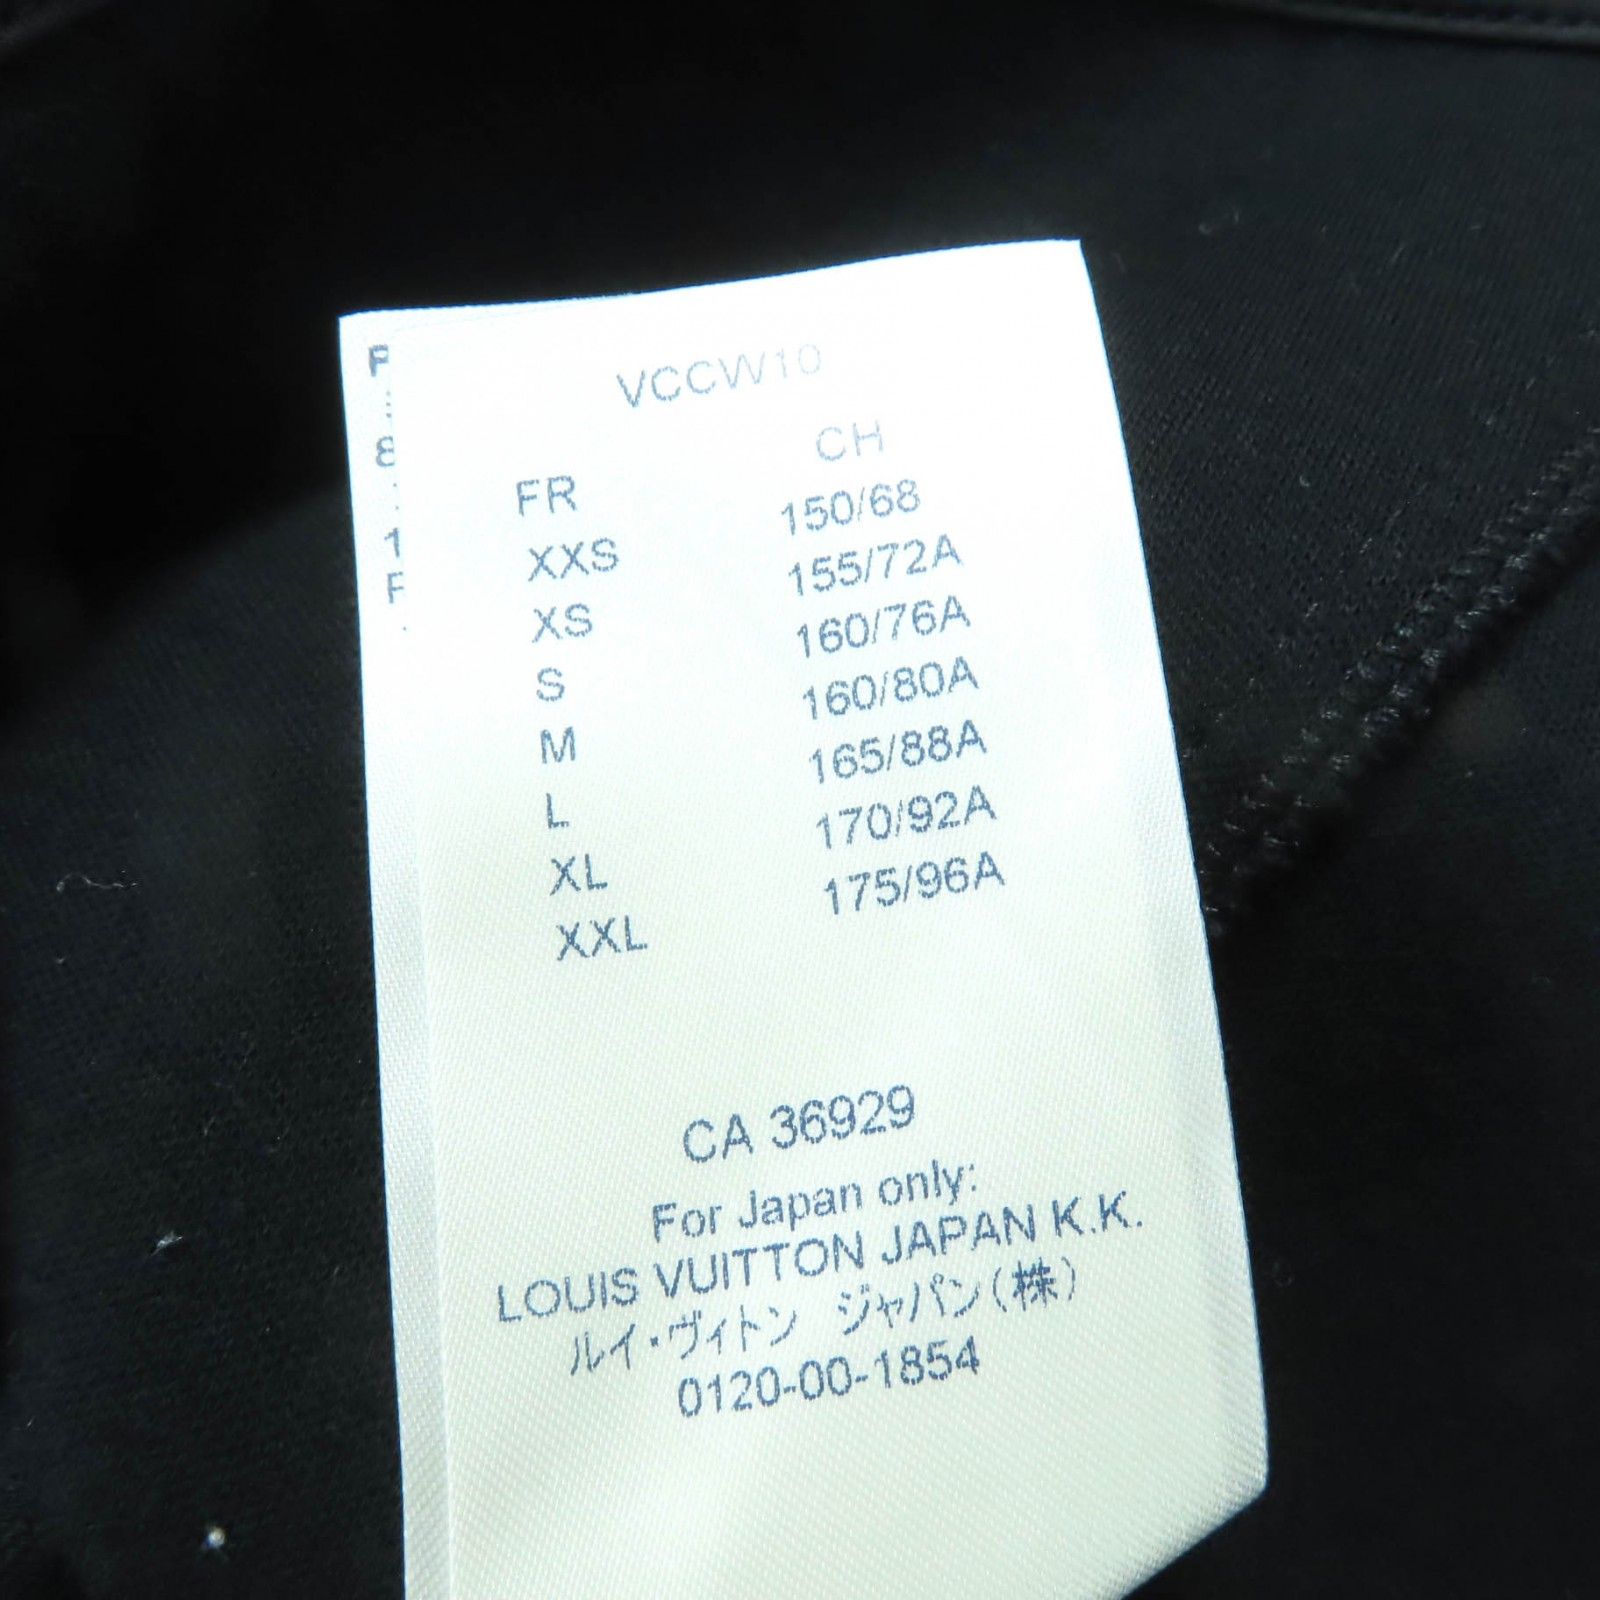 VCCW10
FR CH
XXS 150/68
XS 155/72A
S 160/76A
M 160/80A
L 165/88A
XL 170/92A
XXL 175/96A
CA 36929
For Japan only:
LOUIS VUITTON JAPAN K.K.
ルイ・ヴィトン ジャパン(株)
0120-00-1854